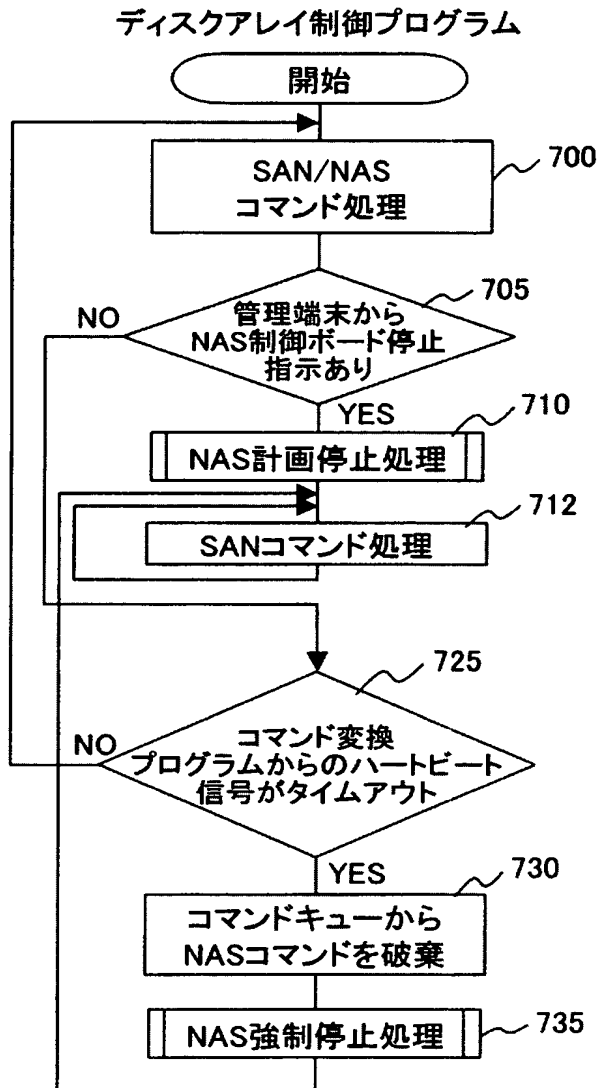 ディスクアレイ制御プログラム
開始
SAN/NAS
コマンド処理
700
管理端末から
NAS制御ボード停止
指示あり
705
NO
YES
NAS計画停止処理
710
SANコマンド処理
712
コマンド変換
プログラムからのハートビート
信号がタイムアウト
725
NO
YES
コマンドキューから
NASコマンドを破棄
730
NAS強制停止処理
735